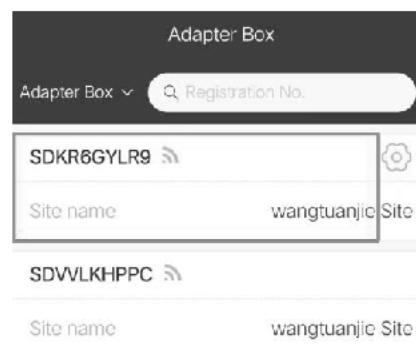 Adapter Box
Adapter Box Registration No.
SDKR6GYLR9
Site name wangtuanjie Site
SDVVLKHPPC
Site name wangtuanjie Site